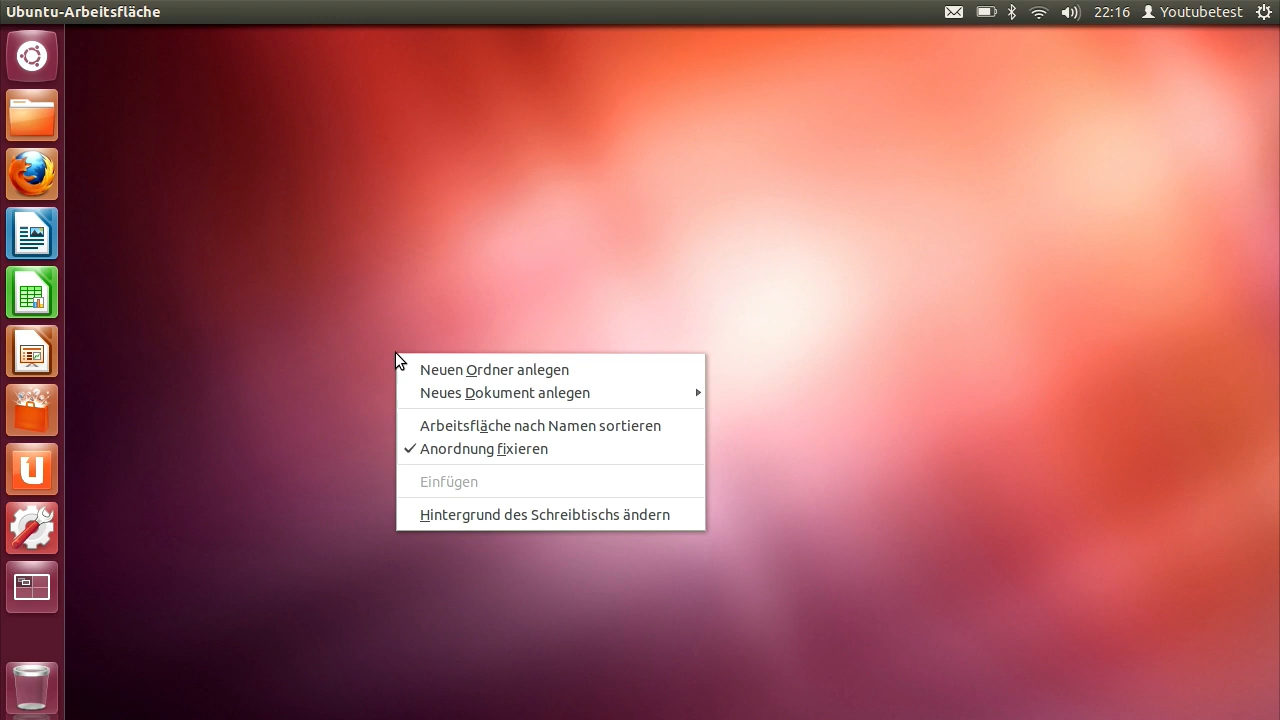 Ubuntu-Arbeitsfläche
22:16 Youtubetest
Neuen Ordner anlegen
Neues Dokument anlegen
Arbeitsfläche nach Namen sortieren
Anordnung fixieren
Einfügen
Hintergrund des Schreibtischs ändern